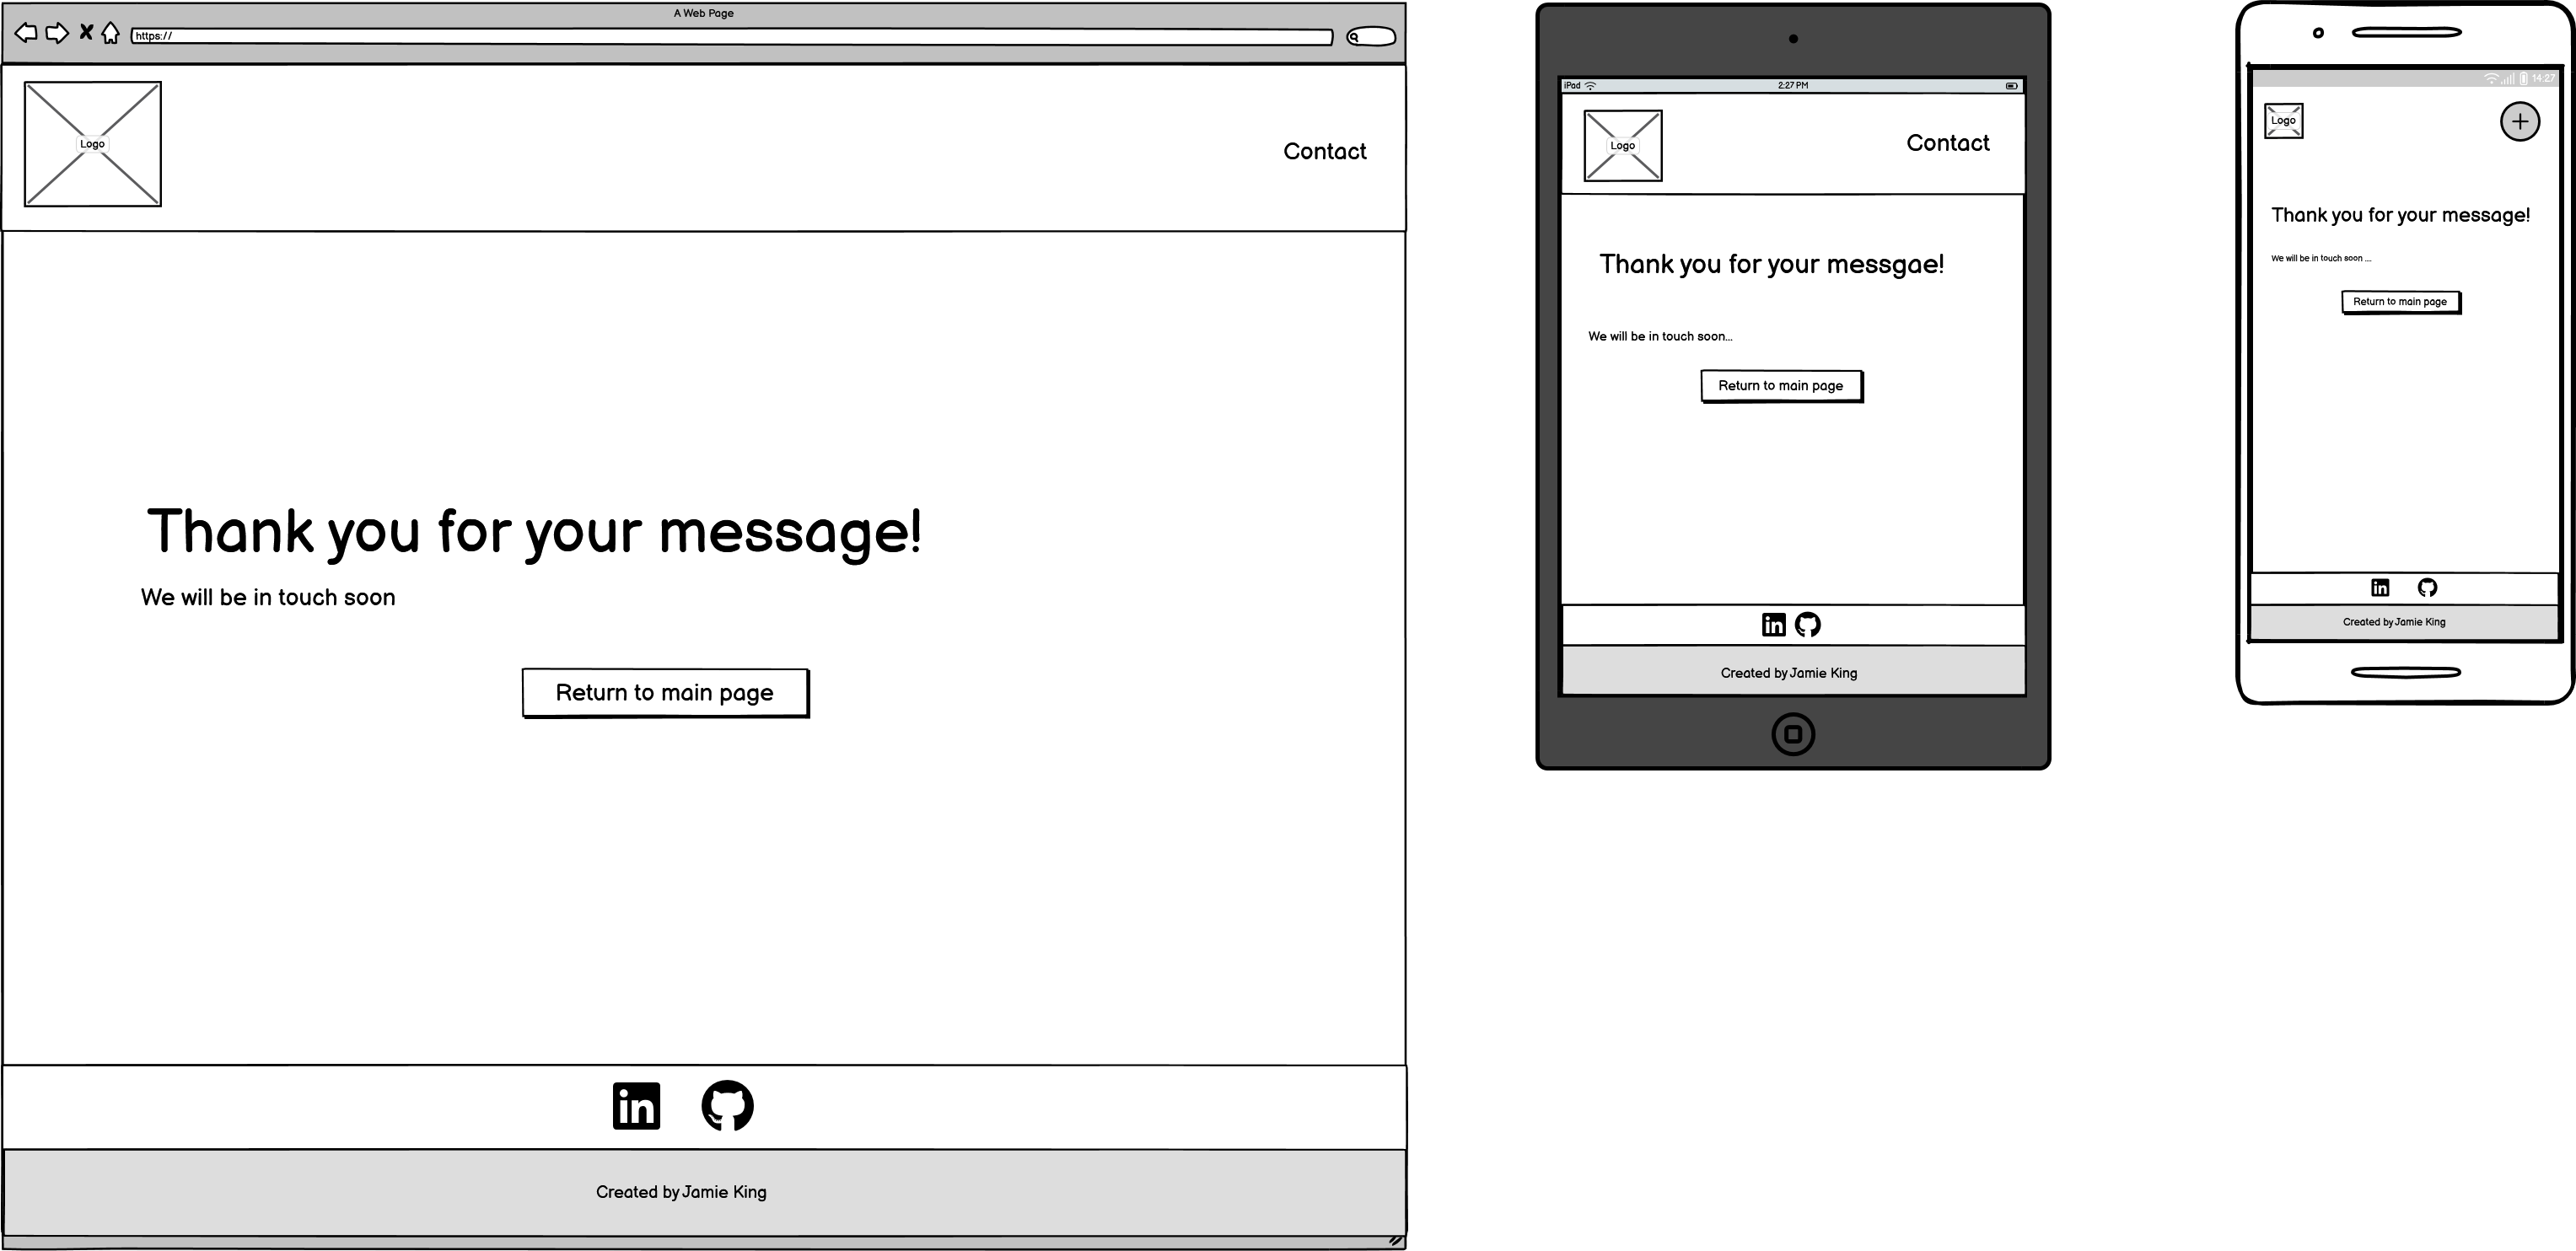 A Web Page
https://
Logo
Contact
Thank you for your message!
We will be in touch soon
Return to main page
in
Created by Jamie King
iPad
2:27 PM
Logo
Contact
Thank you for your messgae!
We will be in touch soon...
Return to main page
in
Created by Jamie King
14:27
Logo
Thank you for your message!
We will be in touch soon ...
Return to main page
in
Created by Jamie King